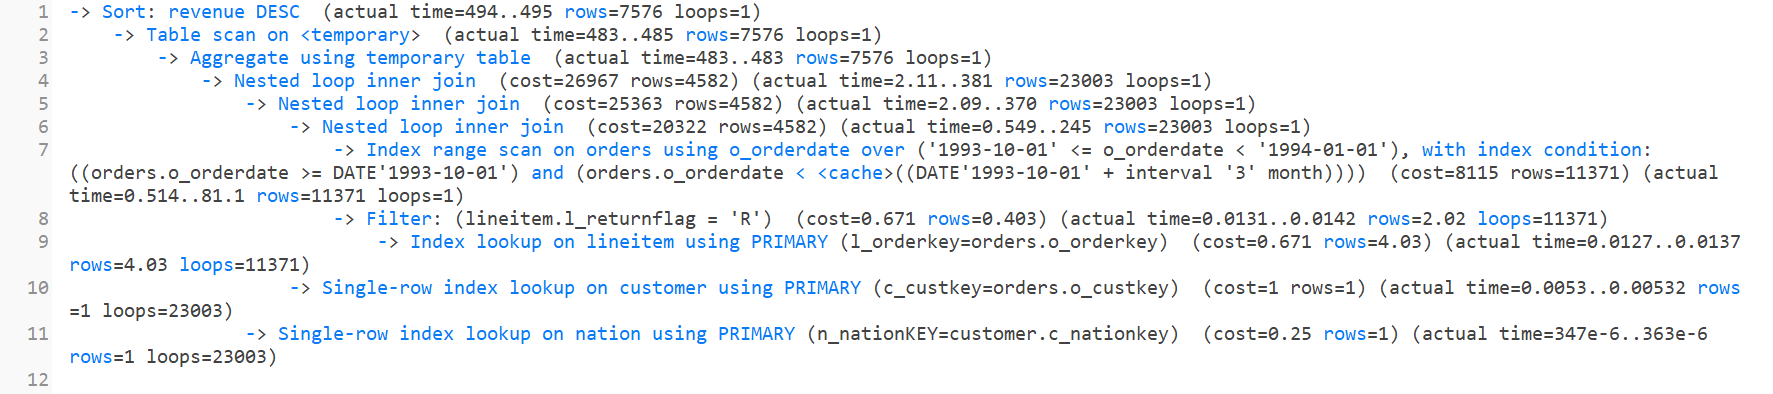 1 -> Sort: revenue DESC  (actual time=494..495 rows=7576 loops=1)
2     -> Table scan on <temporary>  (actual time=483..485 rows=7576 loops=1)
3         -> Aggregate using temporary table  (actual time=483..483 rows=7576 loops=1)
4             -> Nested loop inner join  (cost=26967 rows=4582) (actual time=2.11..381 rows=23003 loops=1)
5                 -> Nested loop inner join  (cost=25363 rows=4582) (actual time=2.09..370 rows=23003 loops=1)
6                     -> Nested loop inner join  (cost=20322 rows=4582) (actual time=0.549..245 rows=23003 loops=1)
7                         -> Index range scan on orders using o_orderdate over ('1993-10-01' <= o_orderdate < '1994-01-01'), with index condition:
((orders.o_orderdate >= DATE'1993-10-01') and (orders.o_orderdate < <cache>((DATE'1993-10-01' + interval '3' month))))  (cost=8115 rows=11371) (actual
time=0.514..81.1 rows=11371 loops=1)
8                         -> Filter: (lineitem.l_returnflag = 'R')  (cost=0.671 rows=0.403) (actual time=0.0131..0.0142 rows=2.02 loops=11371)
9                             -> Index lookup on lineitem using PRIMARY (l_orderkey=orders.o_orderkey)  (cost=0.671 rows=4.03) (actual time=0.0127..0.0137
rows=4.03 loops=11371)
10                     -> Single-row index lookup on customer using PRIMARY (c_custkey=orders.o_custkey)  (cost=1 rows=1) (actual time=0.0053..0.00532 rows
=1 loops=23003)
11                 -> Single-row index lookup on nation using PRIMARY (n_nationKEY=customer.c_nationkey)  (cost=0.25 rows=1) (actual time=347e-6..363e-6
rows=1 loops=23003)
12